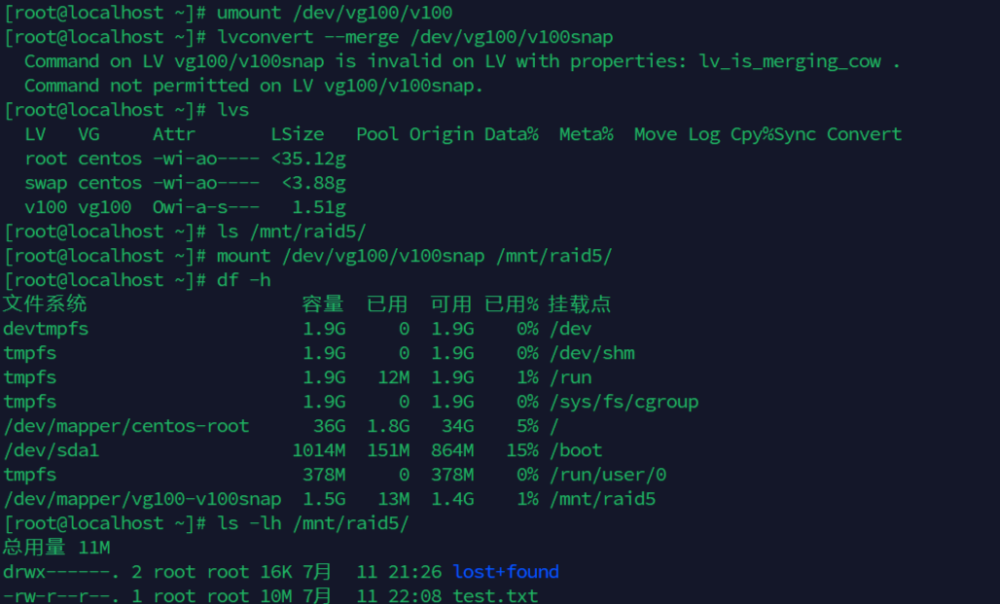 [root@localhost ~]# umount /dev/vg100/v100
[root@localhost ~]# lvconvert --merge /dev/vg100/v100snap
  Command on LV vg100/v100snap is invalid on LV with properties: lv_is_merging_cow .
  Command not permitted on LV vg100/v100snap.
[root@localhost ~]# lvs
  LV   VG     Attr       LSize   Pool Origin Data%  Meta%  Move Log Cpy%Sync Convert
  root centos -wi-ao---- <35.12g
  swap centos -wi-ao----  <3.88g
  v100 vg100  Owi-a-s---   1.51g
[root@localhost ~]# ls /mnt/raid5/
[root@localhost ~]# mount /dev/vg100/v100snap /mnt/raid5/
[root@localhost ~]# df -h
文件系统                    容量  已用  可用 已用% 挂载点
devtmpfs                    1.9G     0  1.9G    0% /dev
tmpfs                       1.9G     0  1.9G    0% /dev/shm
tmpfs                       1.9G   12M  1.9G    1% /run
tmpfs                       1.9G     0  1.9G    0% /sys/fs/cgroup
/dev/mapper/centos-root      36G  1.8G   34G    5% /
/dev/sda1                  1014M  151M  864M   15% /boot
tmpfs                       378M     0  378M    0% /run/user/0
/dev/mapper/vg100-v100snap  1.5G   13M  1.4G    1% /mnt/raid5
[root@localhost ~]# ls -lh /mnt/raid5/
总用量 11M
drwx------. 2 root root 16K 7月  11 21:26 lost+found
-rw-r--r--. 1 root root 10M 7月  11 22:08 test.txt